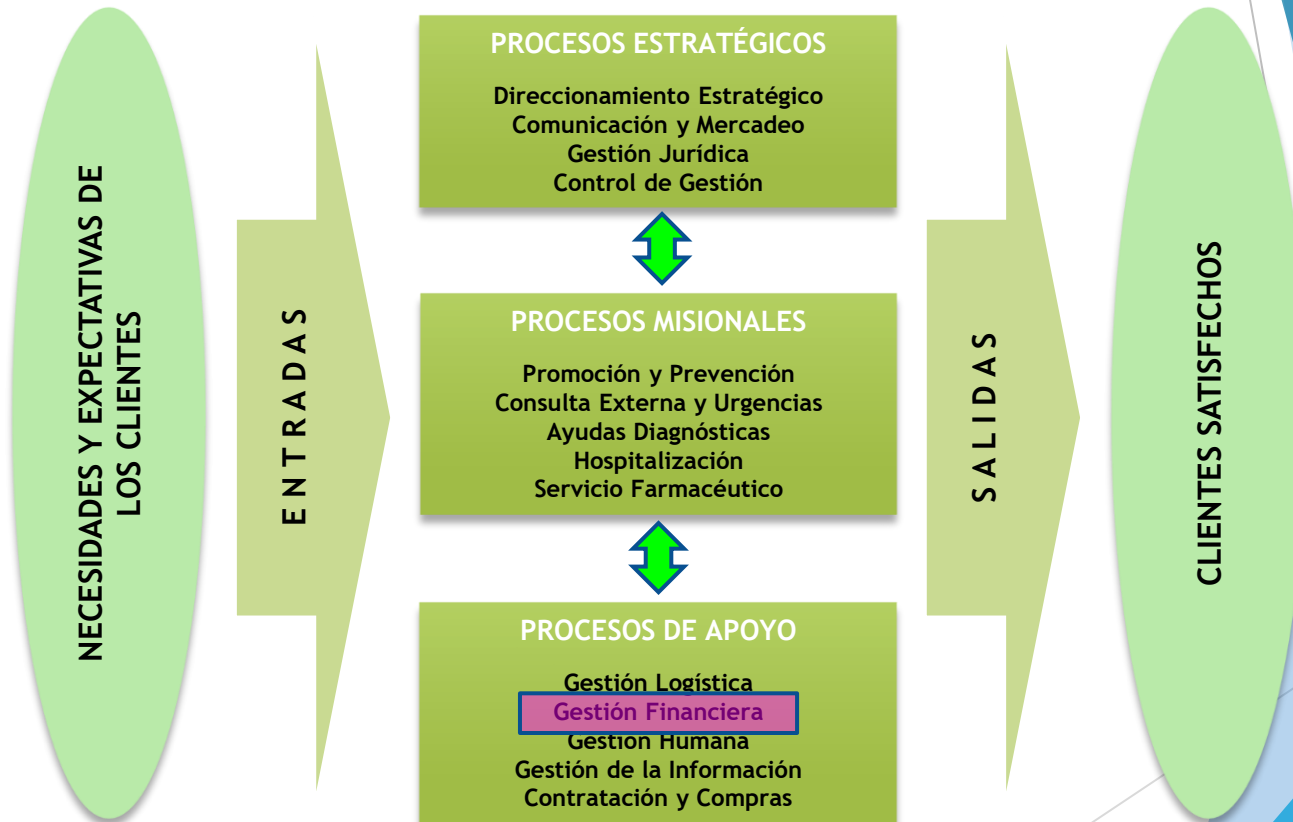 NECESIDADES Y EXPECTATIVAS DE
LOS CLIENTES
ENTRADAS
PROCESOS ESTRATÉGICOS
Direccionamiento Estratégico
Comunicación y Mercadeo
Gestión Jurídica
Control de Gestión
PROCESOS MISIONALES
Promoción y Prevención
Consulta Externa y Urgencias
Ayudas Diagnósticas
Hospitalización
Servicio Farmacéutico
PROCESOS DE APOYO
Gestión Logística
Gestión Financiera
Gestión Humana
Gestión de la Información
Contratación y Compras
SALIDAS
CLIENTES SATISFECHOS